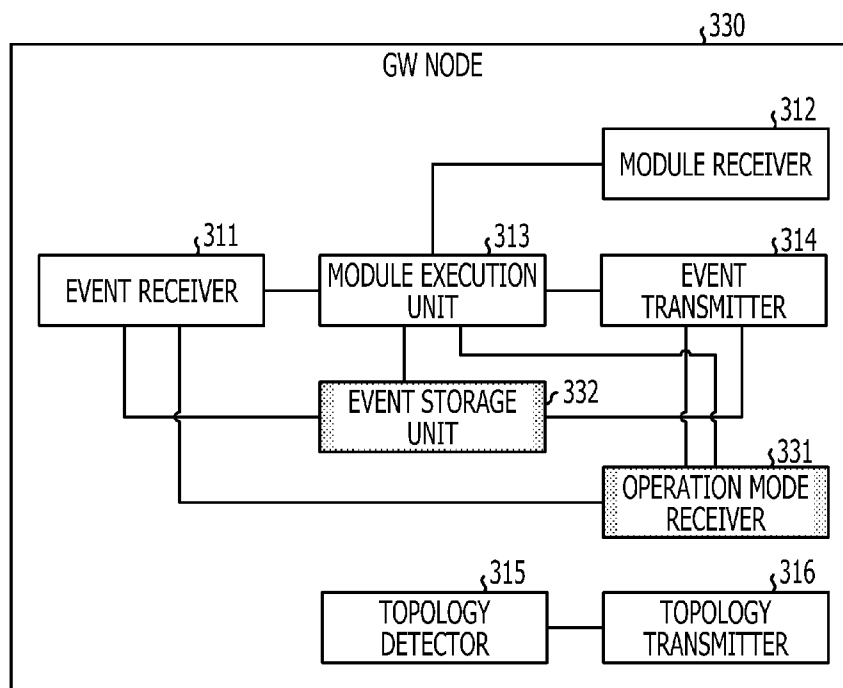 330
GW NODE
312
MODULE RECEIVER
311
EVENT RECEIVER
313
MODULE EXECUTION
UNIT
314
EVENT
TRANSMITTER
EVENT STORAGE
UNIT
332
331
OPERATION MODE
RECEIVER
315
TOPOLOGY
DETECTOR
316
TOPOLOGY
TRANSMITTER